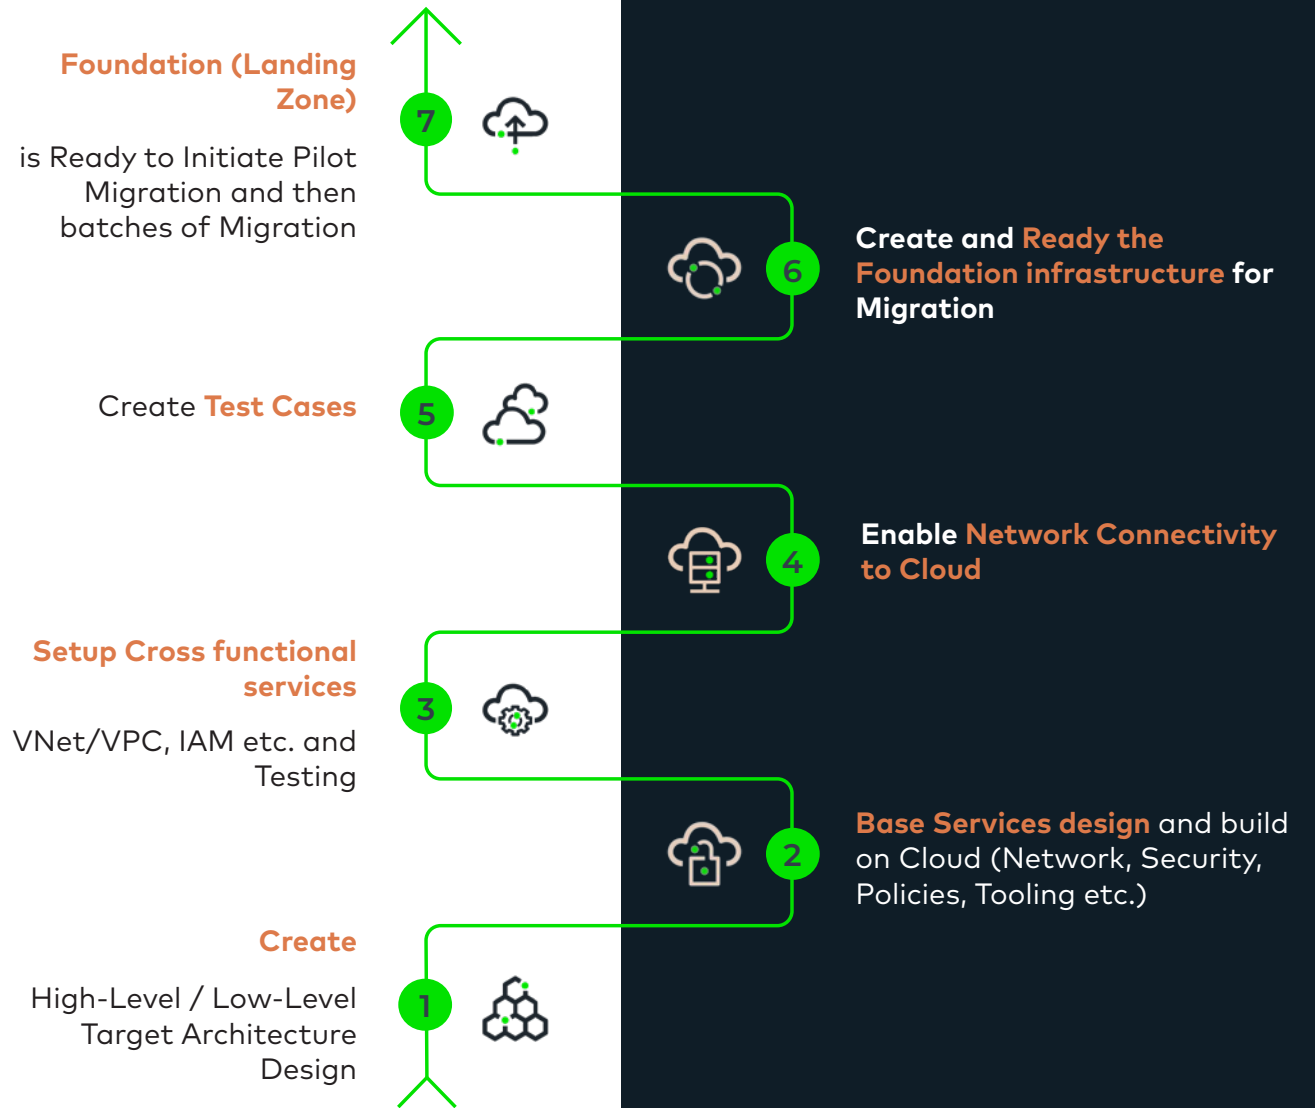 Foundation (Landing
Zone)
is Ready to Initiate Pilot
Migration and then
batches of Migration
7
6
Create and Ready the
Foundation infrastructure for
Migration
Create Test Cases
5
4
Enable Network Connectivity
to Cloud
Setup Cross functional
services
VNet/VPC, IAM etc. and
Testing
3
2
Base Services design and build
on Cloud (Network, Security,
Policies, Tooling etc.)
Create
High-Level / Low-Level
Target Architecture
Design
1